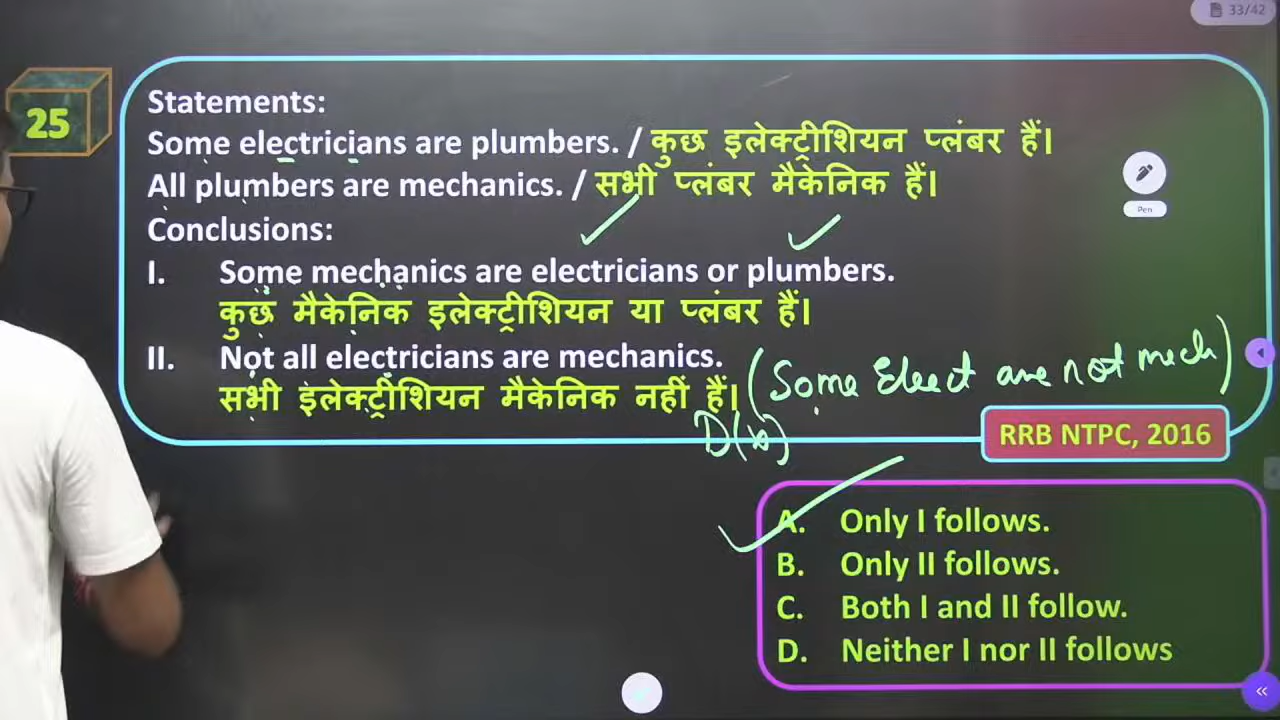 33/42
25
Statements:
Some electricians are plumbers. / कुछ इलेक्ट्रीशियन प्लंबर हैं।
All plumbers are mechanics. / सभी प्लंबर मैकेनिक हैं।
Conclusions:
I. Some mechanics are electricians or plumbers.
कुछ मैकेनिक इलेक्ट्रीशियन या प्लंबर हैं।
II. Not all electricians are mechanics.
सभी इलेक्ट्रीशियन मैकेनिक नहीं हैं।
(Some Elect are not mech)
RRB NTPC, 2016
A. Only I follows.
B. Only II follows.
C. Both I and II follow.
D. Neither I nor II follows
Pen